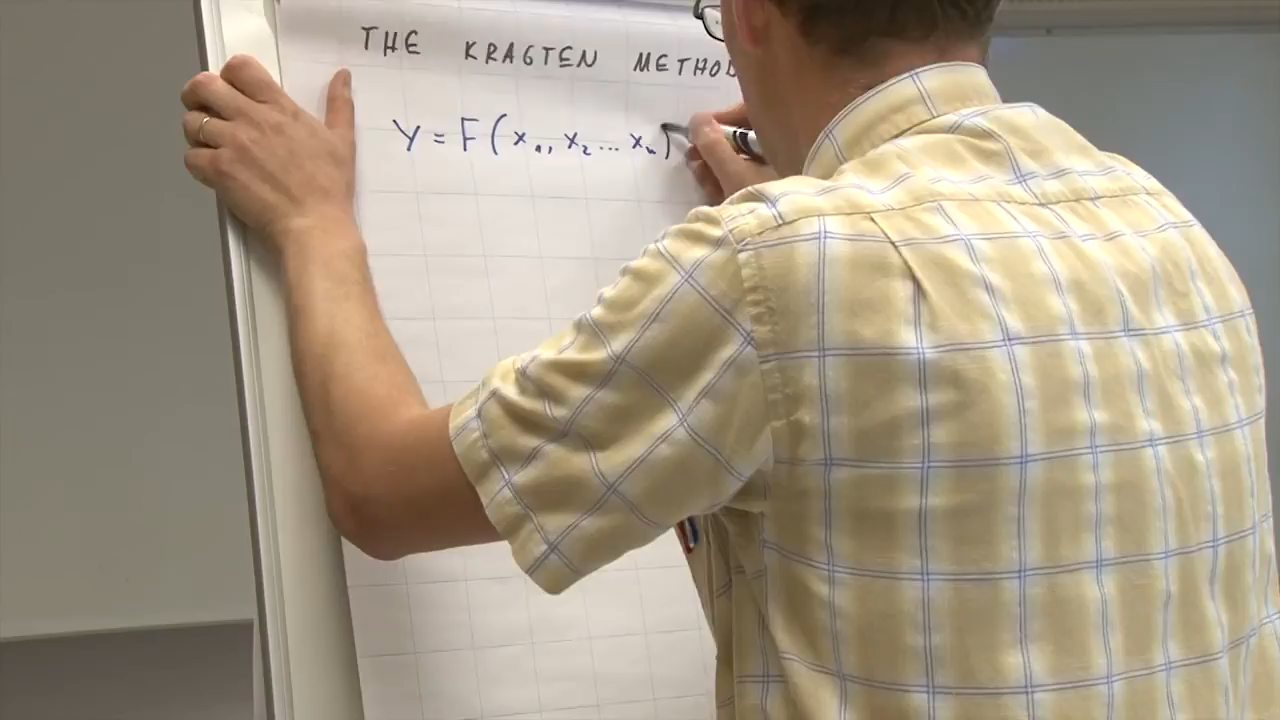 THE KRAGTEN METHOD
Y = F(x₁, x₂ ... xₙ)